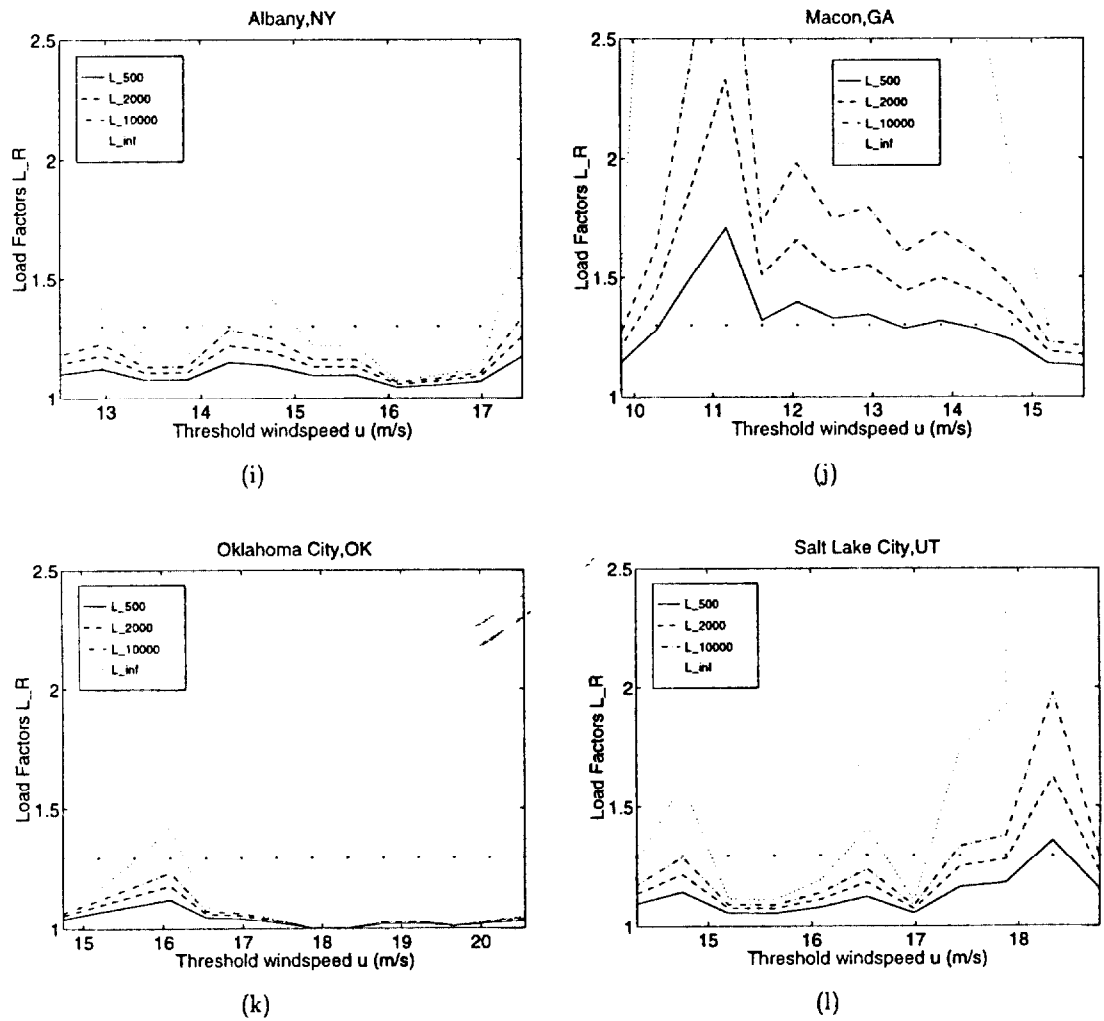 Albany,NY
2.5
2
1.5
1
L_500
L_2000
L_10000
L_inf
Load Factors L_R
13
14
15
16
17
Threshold windspeed u (m/s)
(i)
Macon,GA
2.5
2
1.5
1
L_500
L_2000
L_10000
L_inf
Load Factors L_R
10
11
12
13
14
15
Threshold windspeed u (m/s)
(j)
Oklahoma City,OK
2.5
2
1.5
1
L_500
L_2000
L_10000
L_inf
Load Factors L_R
15
16
17
18
19
20
Threshold windspeed u (m/s)
(k)
Salt Lake City,UT
2.5
2
1.5
1
L_500
L_2000
L_10000
L_inf
Load Factors L_R
15
16
17
18
Threshold windspeed u (m/s)
(l)